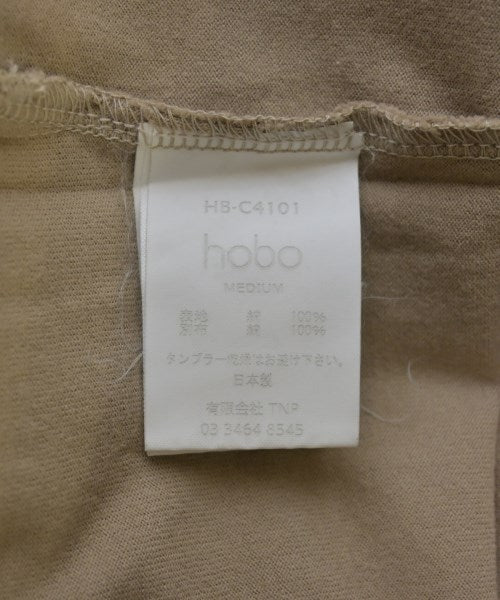 HB-C4101
hobo
MEDIUM
表地 綿 100%
別布 綿 100%
タンブラー乾燥はお避け下さい。
日本製
有限会社 TNP
03 3464 8545